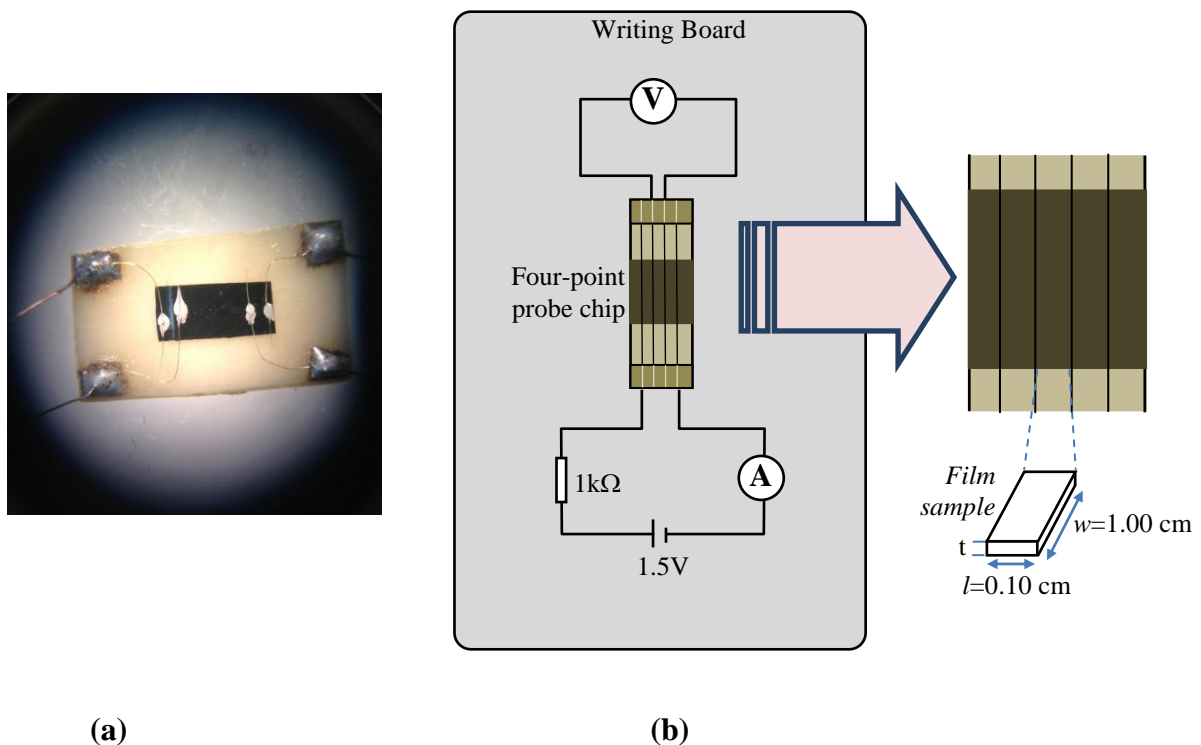 Writing Board
V
Four-point
probe chip
1kΩ
A
1.5V
Film
sample
t
w=1.00 cm
l=0.10 cm
(a)
(b)